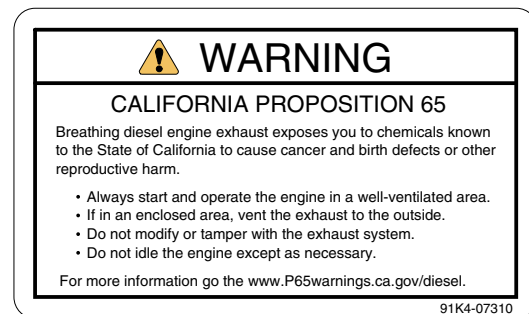 WARNING
CALIFORNIA PROPOSITION 65
Breathing diesel engine exhaust exposes you to chemicals known
to the State of California to cause cancer and birth defects or other
reproductive harm.
• Always start and operate the engine in a well-ventilated area.
• If in an enclosed area, vent the exhaust to the outside.
• Do not modify or tamper with the exhaust system.
• Do not idle the engine except as necessary.
For more information go the www.P65warnings.ca.gov/diesel.
91K4-07310